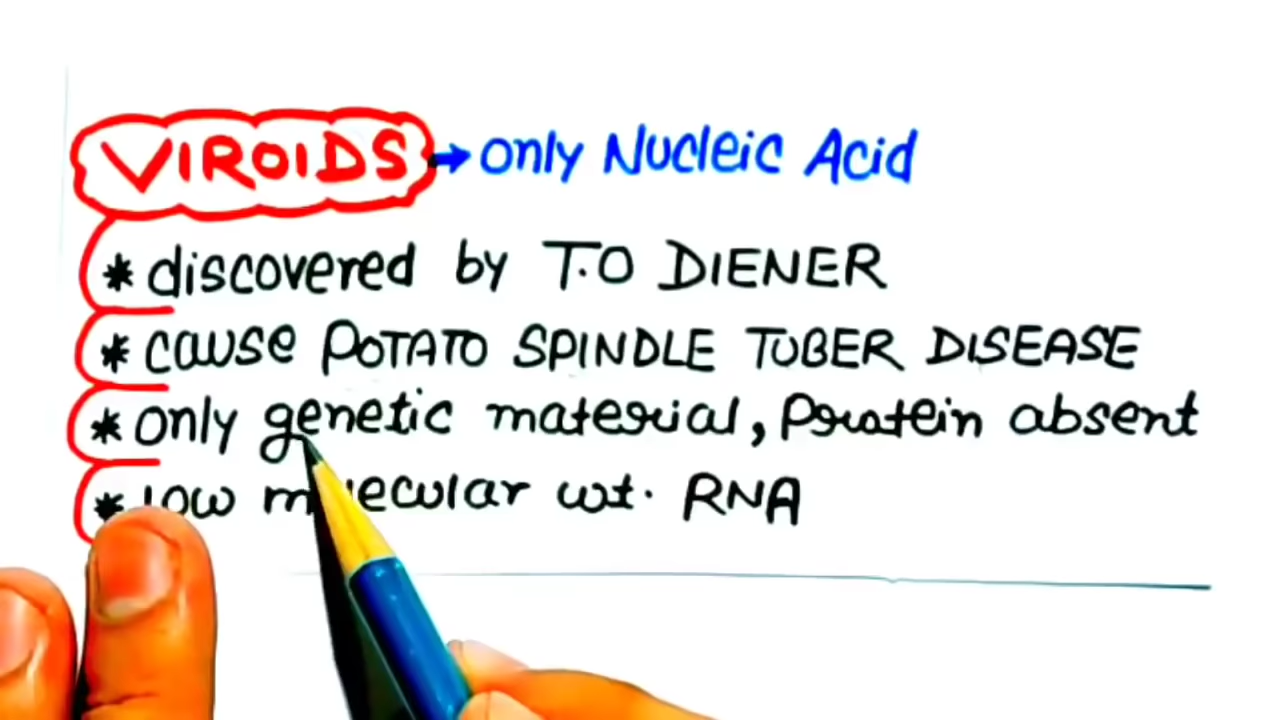 VIROIDS → only Nucleic Acid
* discovered by T.O DIENER
* cause POTATO SPINDLE TUBER DISEASE
* only genetic material, Protein absent
* low molecular wt. RNA